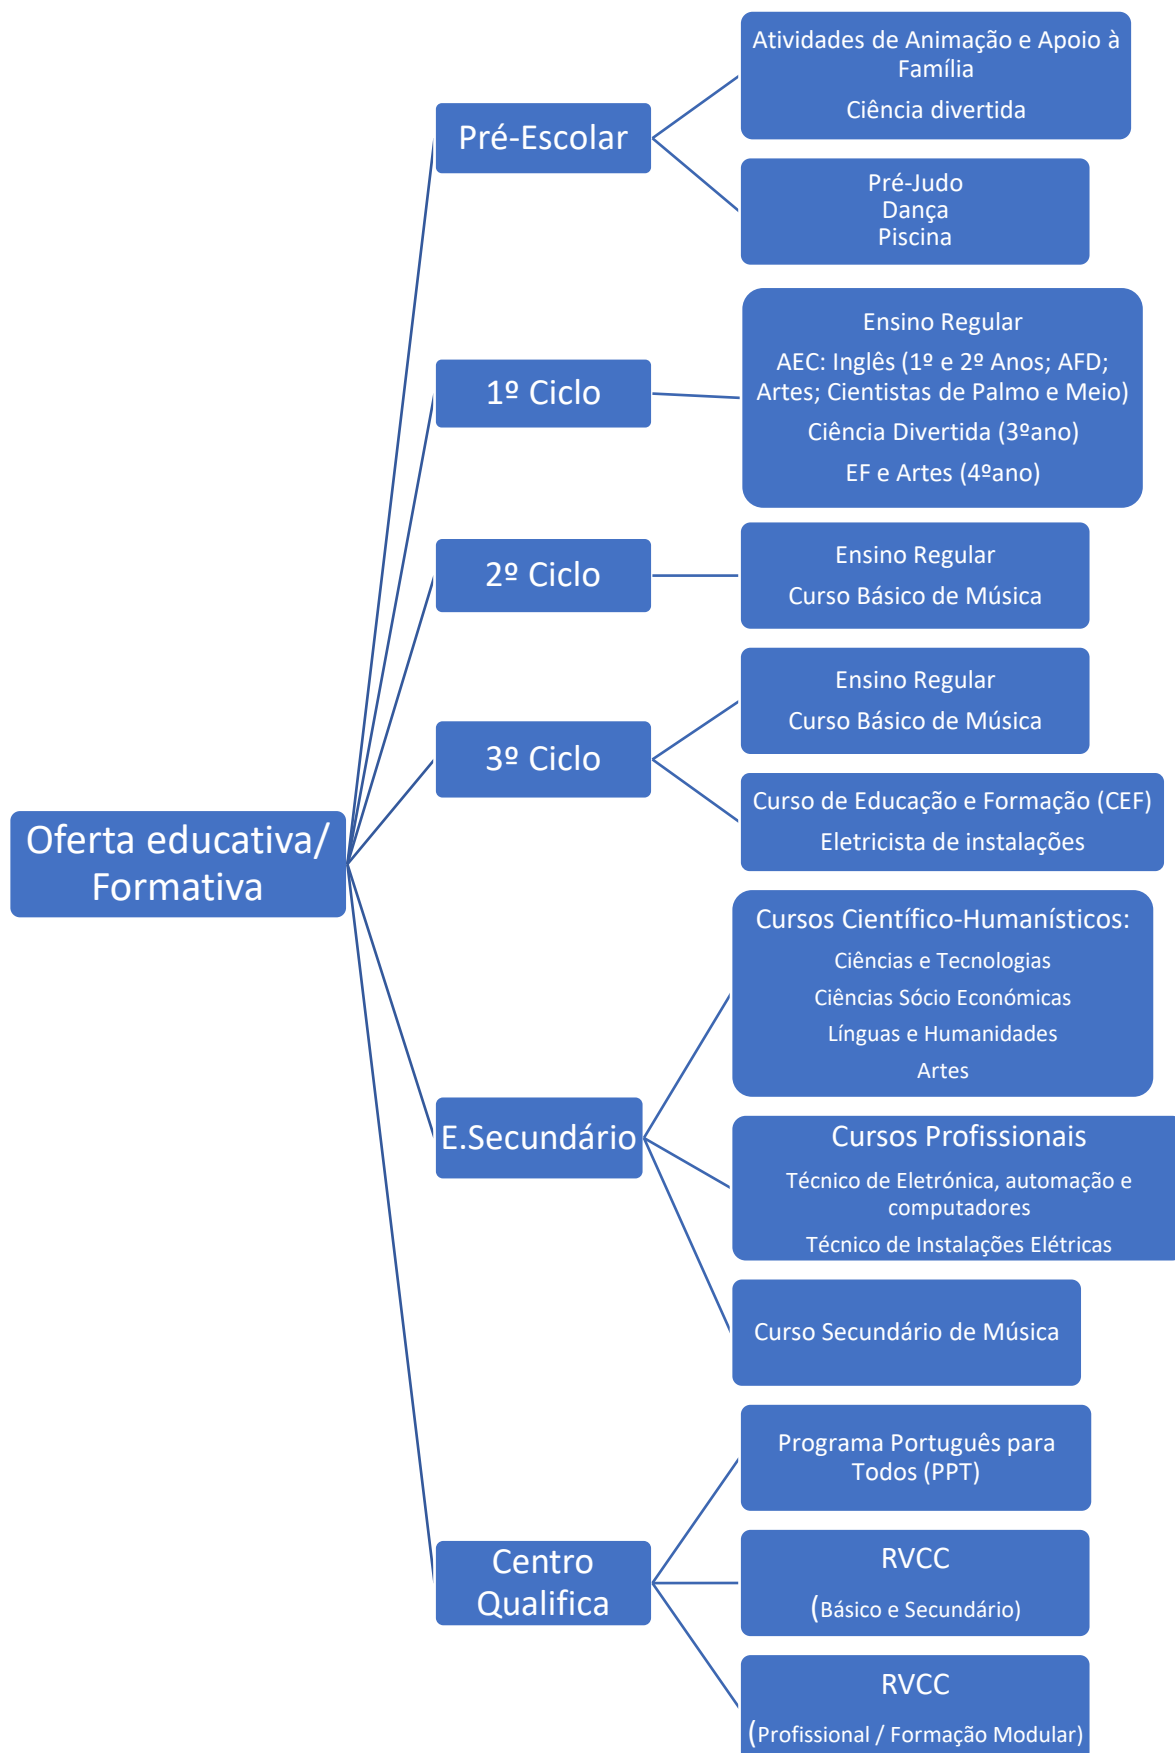 Oferta educativa/
Formativa
Pré-Escolar
Atividades de Animação e Apoio à
Família
Ciência divertida
Pré-Judo
Dança
Piscina
1º Ciclo
Ensino Regular
AEC: Inglês (1º e 2º Anos; AFD;
Artes; Cientistas de Palmo e Meio)
Ciência Divertida (3ºano)
EF e Artes (4ºano)
2º Ciclo
Ensino Regular
Curso Básico de Música
3º Ciclo
Ensino Regular
Curso Básico de Música
Curso de Educação e Formação (CEF)
Eletricista de instalações
E.Secundário
Cursos Científico-Humanísticos:
Ciências e Tecnologias
Ciências Sócio Económicas
Línguas e Humanidades
Artes
Cursos Profissionais
Técnico de Eletrónica, automação e
computadores
Técnico de Instalações Elétricas
Curso Secundário de Música
Centro
Qualifica
Programa Português para
Todos (PPT)
RVCC
(Básico e Secundário)
RVCC
(Profissional / Formação Modular)